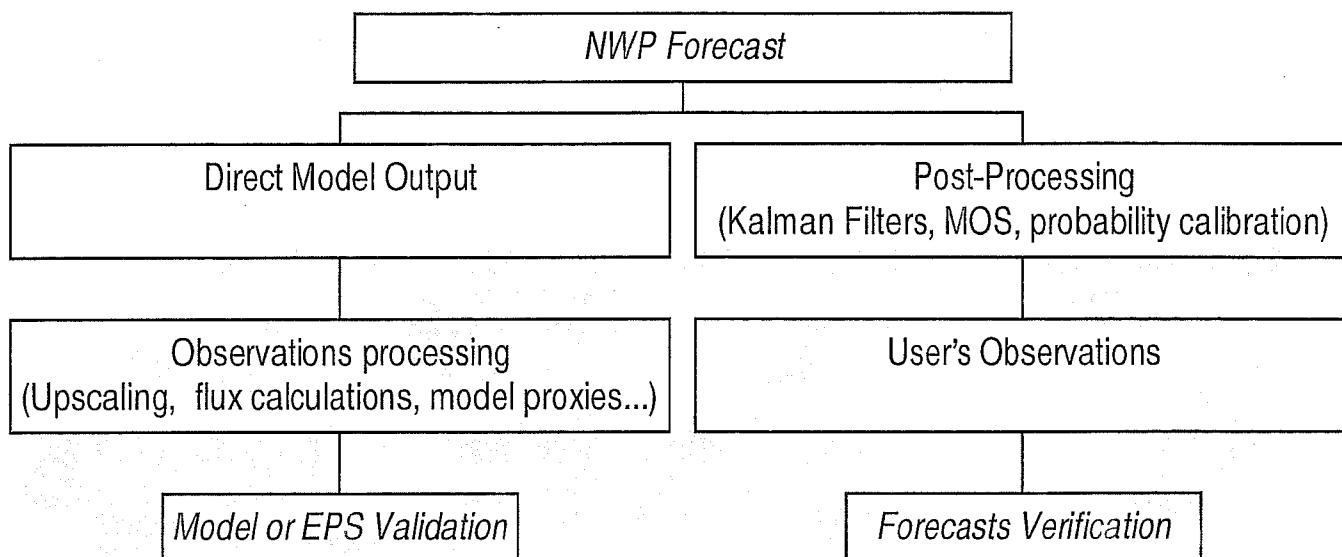 NWP Forecast
Direct Model Output
Post-Processing
(Kalman Filters, MOS, probability calibration)
Observations processing
(Upscaling, flux calculations, model proxies...)
User's Observations
Model or EPS Validation
Forecasts Verification